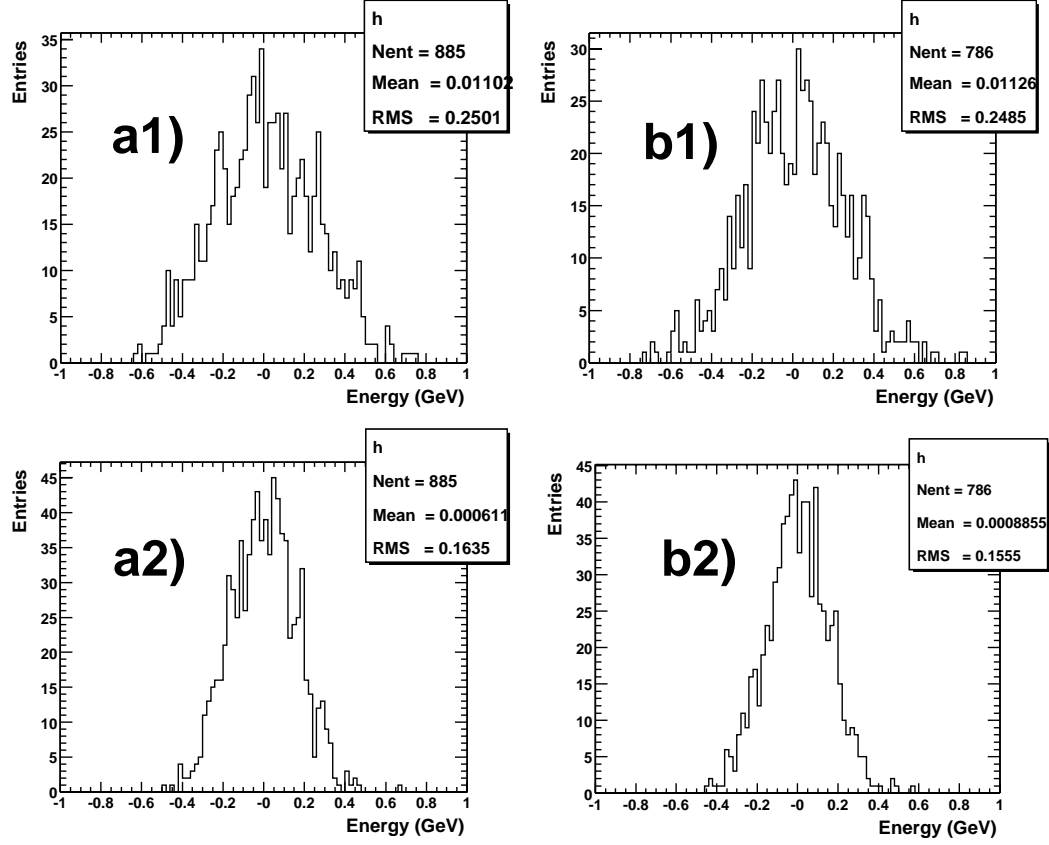 h
Nent = 885
Mean = 0.01102
RMS = 0.2501
Entries
35
30
25
20
15
10
5
0
a1)
-1 -0.8 -0.6 -0.4 -0.2 -0 0.2 0.4 0.6 0.8 1
Energy (GeV)
h
Nent = 786
Mean = 0.01126
RMS = 0.2485
Entries
30
25
20
15
10
5
0
b1)
-1 -0.8 -0.6 -0.4 -0.2 -0 0.2 0.4 0.6 0.8 1
Energy (GeV)
h
Nent = 885
Mean = 0.000611
RMS = 0.1635
Entries
45
40
35
30
25
20
15
10
5
0
a2)
-1 -0.8 -0.6 -0.4 -0.2 -0 0.2 0.4 0.6 0.8 1
Energy (GeV)
h
Nent = 786
Mean = 0.0008855
RMS = 0.1555
Entries
45
40
35
30
25
20
15
10
5
0
b2)
-1 -0.8 -0.6 -0.4 -0.2 -0 0.2 0.4 0.6 0.8 1
Energy (GeV)